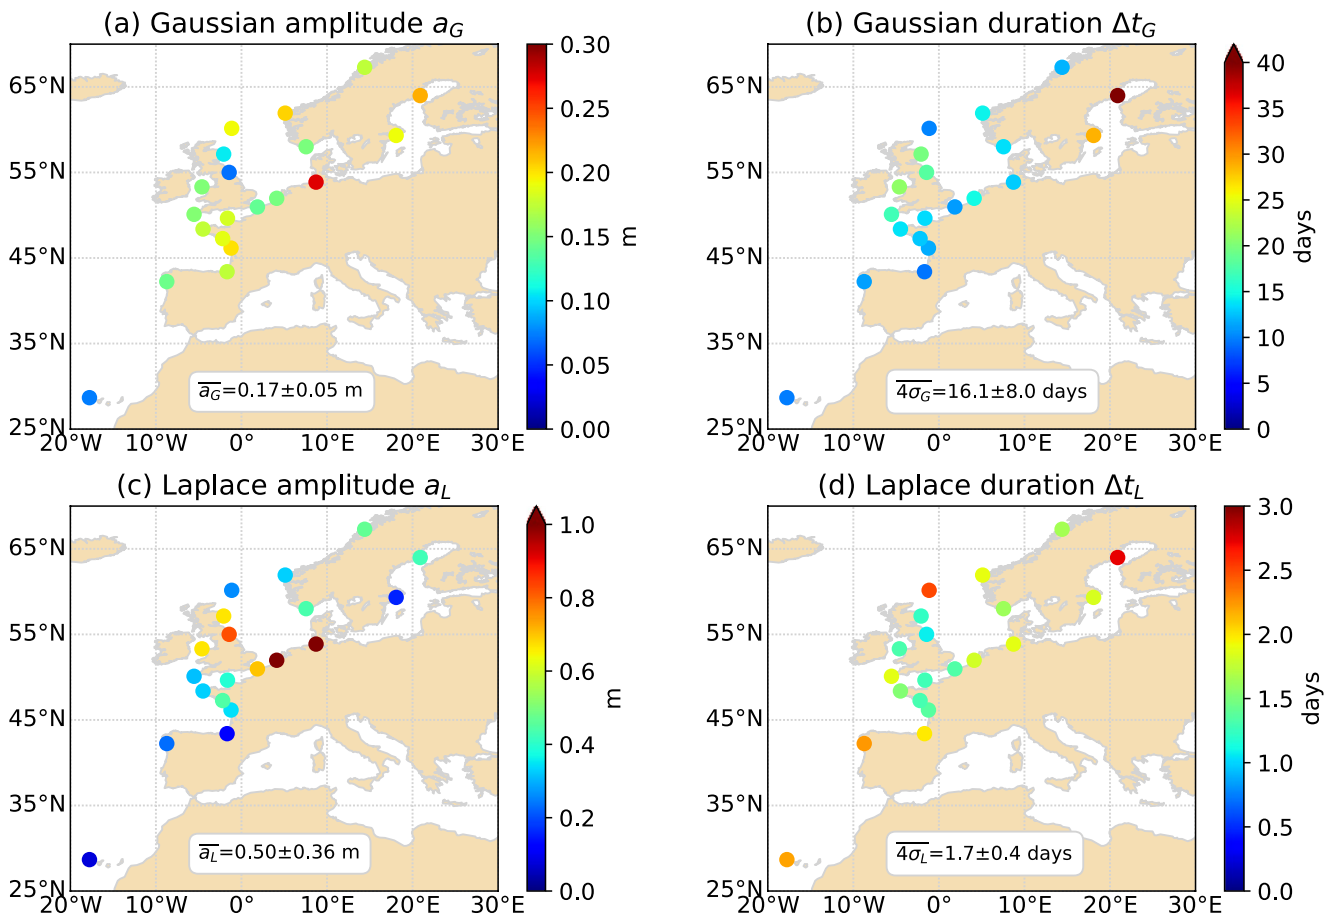 (a) Gaussian amplitude a_G
65°N
55°N
45°N
35°N
25°N
20°W 10°W 0° 10°E 20°E 30°E
a̅_G̅=0.17±0.05 m
0.30
0.25
0.20
0.15
0.10
0.05
0.00
m
(b) Gaussian duration Δt_G
65°N
55°N
45°N
35°N
25°N
20°W 10°W 0° 10°E 20°E 30°E
4̅σ̅_G̅=16.1±8.0 days
40
35
30
25
20
15
10
5
0
days
(c) Laplace amplitude a_L
65°N
55°N
45°N
35°N
25°N
20°W 10°W 0° 10°E 20°E 30°E
a̅_L̅=0.50±0.36 m
1.0
0.8
0.6
0.4
0.2
0.0
m
(d) Laplace duration Δt_L
65°N
55°N
45°N
35°N
25°N
20°W 10°W 0° 10°E 20°E 30°E
4̅σ̅_L̅=1.7±0.4 days
3.0
2.5
2.0
1.5
1.0
0.5
0.0
days